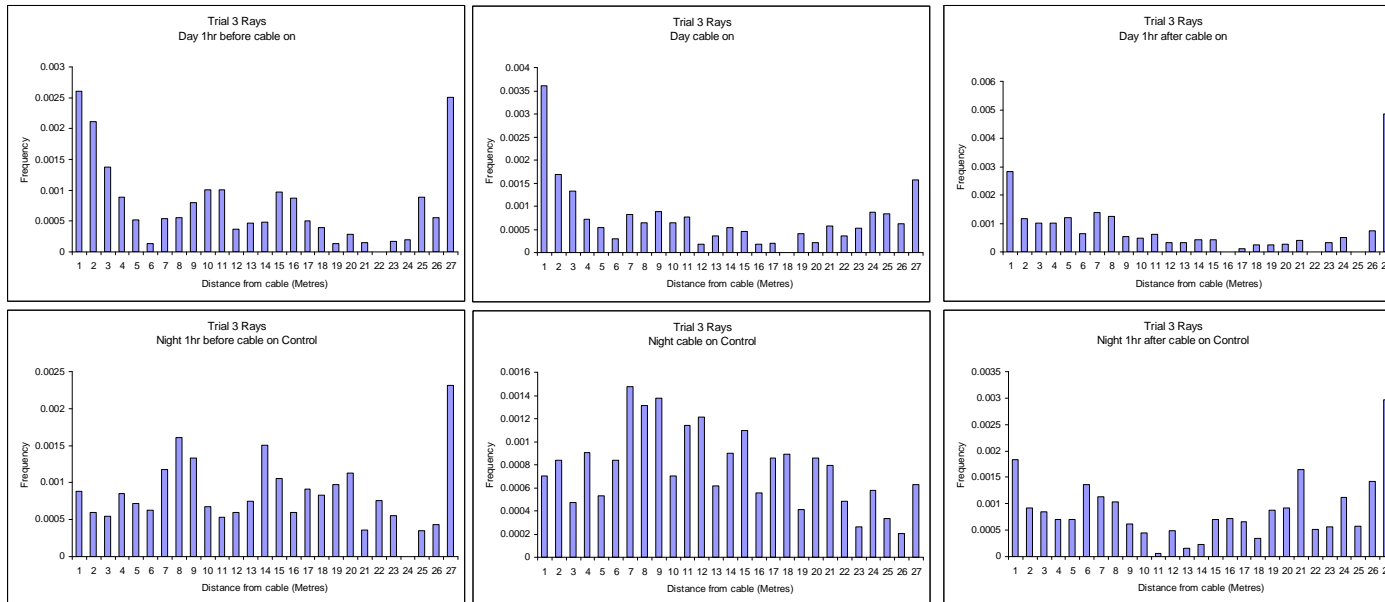 Trial 3 Rays
Day 1hr before cable on
0.003
0.0025
0.002
0.0015
0.001
0.0005
0
Frequency
1 2 3 4 5 6 7 8 9 10 11 12 13 14 15 16 17 18 19 20 21 22 23 24 25 26 27
Distance from cable (Metres)
Trial 3 Rays
Day cable on
0.004
0.0035
0.003
0.0025
0.002
0.0015
0.001
0.0005
0
Frequency
1 2 3 4 5 6 7 8 9 10 11 12 13 14 15 16 17 18 19 20 21 22 23 24 25 26 27
Distance from cable (Metres)
Trial 3 Rays
Day 1hr after cable on
0.006
0.005
0.004
0.003
0.002
0.001
0
Frequency
1 2 3 4 5 6 7 8 9 10 11 12 13 14 15 16 17 18 19 20 21 22 23 24 25 26
Distance from cable (Metres)
Trial 3 Rays
Night 1hr before cable on Control
0.0025
0.002
0.0015
0.001
0.0005
0
Frequency
1 2 3 4 5 6 7 8 9 10 11 12 13 14 15 16 17 18 19 20 21 22 23 24 25 26 27
Distance from cable (Metres)
Trial 3 Rays
Night cable on Control
0.0016
0.0014
0.0012
0.001
0.0008
0.0006
0.0004
0.0002
0
Frequency
1 2 3 4 5 6 7 8 9 10 11 12 13 14 15 16 17 18 19 20 21 22 23 24 25 26 27
Distance from cable (Metres)
Trial 3 Rays
Night 1hr after cable on Control
0.0035
0.003
0.0025
0.002
0.0015
0.001
0.0005
0
Frequency
1 2 3 4 5 6 7 8 9 10 11 12 13 14 15 16 17 18 19 20 21 22 23 24 25 26
Distance from cable (Metres)